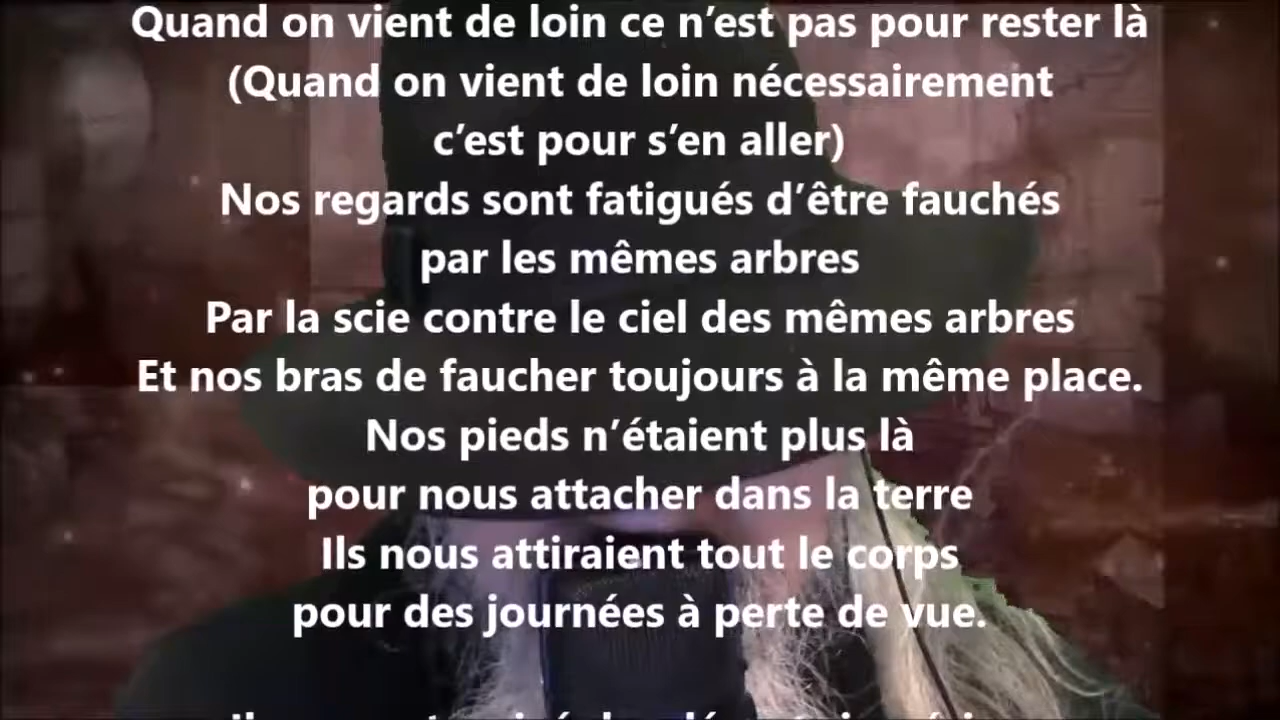 Quand on vient de loin ce n’est pas pour rester là
(Quand on vient de loin nécessairement
c’est pour s’en aller)
Nos regards sont fatigués d’être fauchés
par les mêmes arbres
Par la scie contre le ciel des mêmes arbres
Et nos bras de faucher toujours à la même place.
Nos pieds n’étaient plus là
pour nous attacher dans la terre
Ils nous attiraient tout le corps
pour des journées à perte de vue.